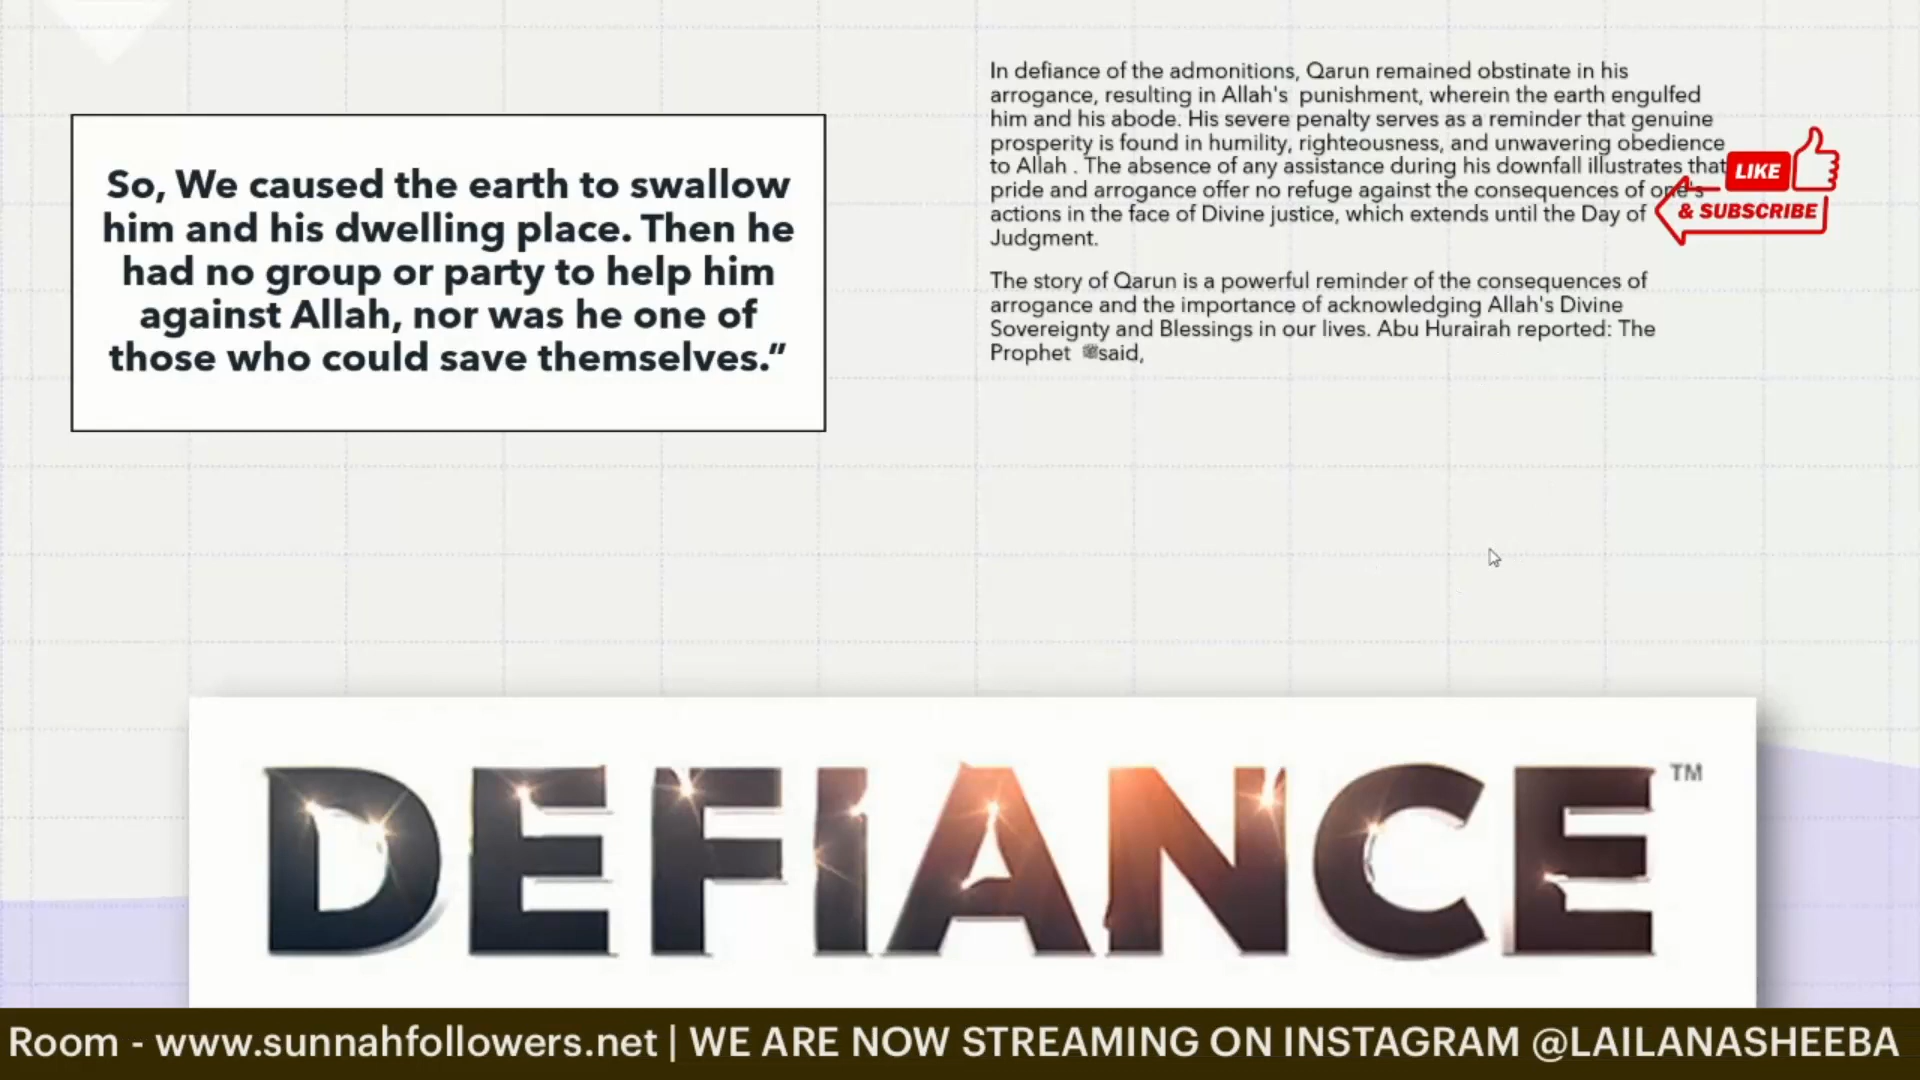 So, We caused the earth to swallow
him and his dwelling place. Then he
had no group or party to help him
against Allah, nor was he one of
those who could save themselves.”
In defiance of the admonitions, Qarun remained obstinate in his
arrogance, resulting in Allah's punishment, wherein the earth engulfed
him and his abode. His severe penalty serves as a reminder that genuine
prosperity is found in humility, righteousness, and unwavering obedience
to Allah . The absence of any assistance during his downfall illustrates that
pride and arrogance offer no refuge against the consequences of one's
actions in the face of Divine justice, which extends until the Day of
Judgment.
The story of Qarun is a powerful reminder of the consequences of
arrogance and the importance of acknowledging Allah's Divine
Sovereignty and Blessings in our lives. Abu Hurairah reported: The
Prophet ﷺsaid,
LIKE
& SUBSCRIBE
DEFIANCE ™
Room - www.sunnahfollowers.net | WE ARE NOW STREAMING ON INSTAGRAM @LAILANASHEEBA